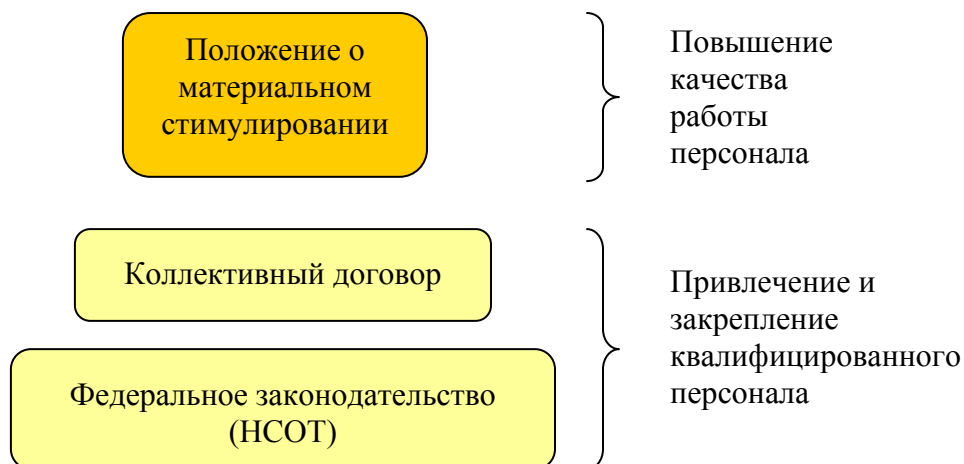 Положение о
материальном
стимулировании
Повышение
качества
работы
персонала
Коллективный договор
Федеральное законодательство
(НСОТ)
Привлечение и
закрепление
квалифицированного
персонала